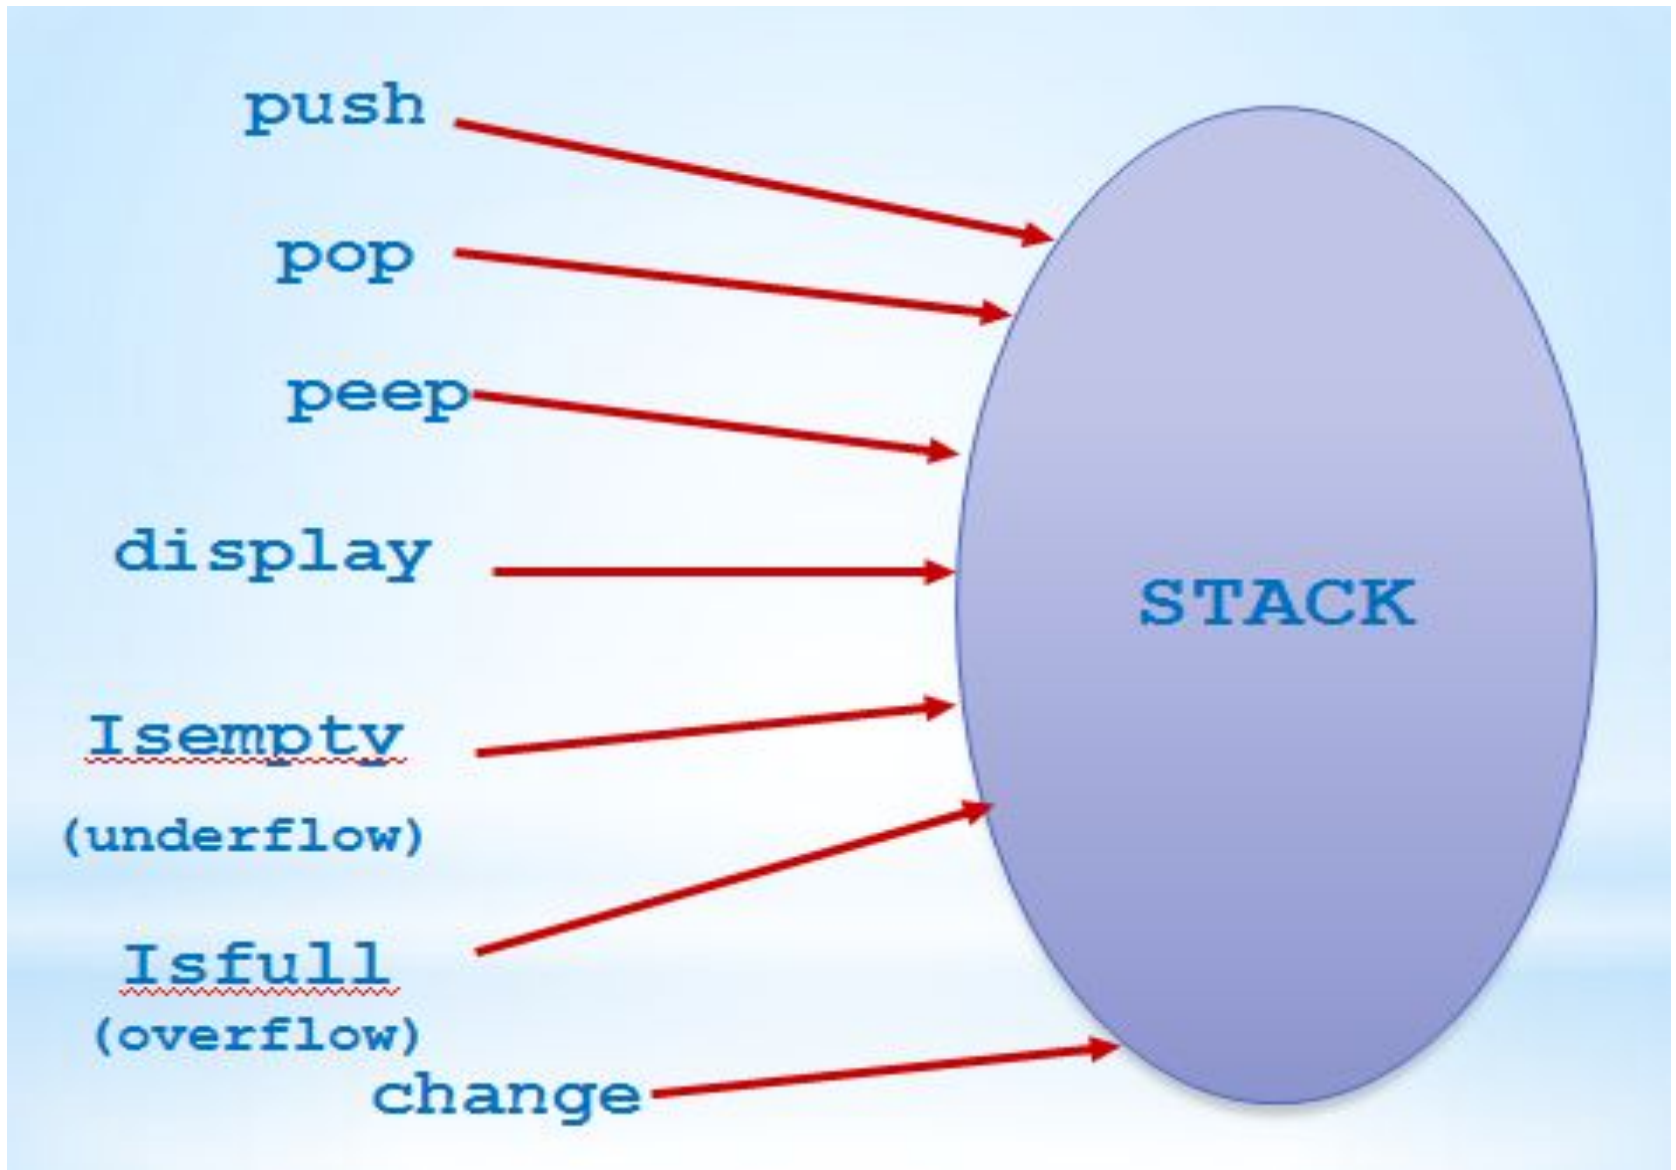 push
pop
peep
display
STACK
Isempty
(underflow)
Isfull
(overflow)
change